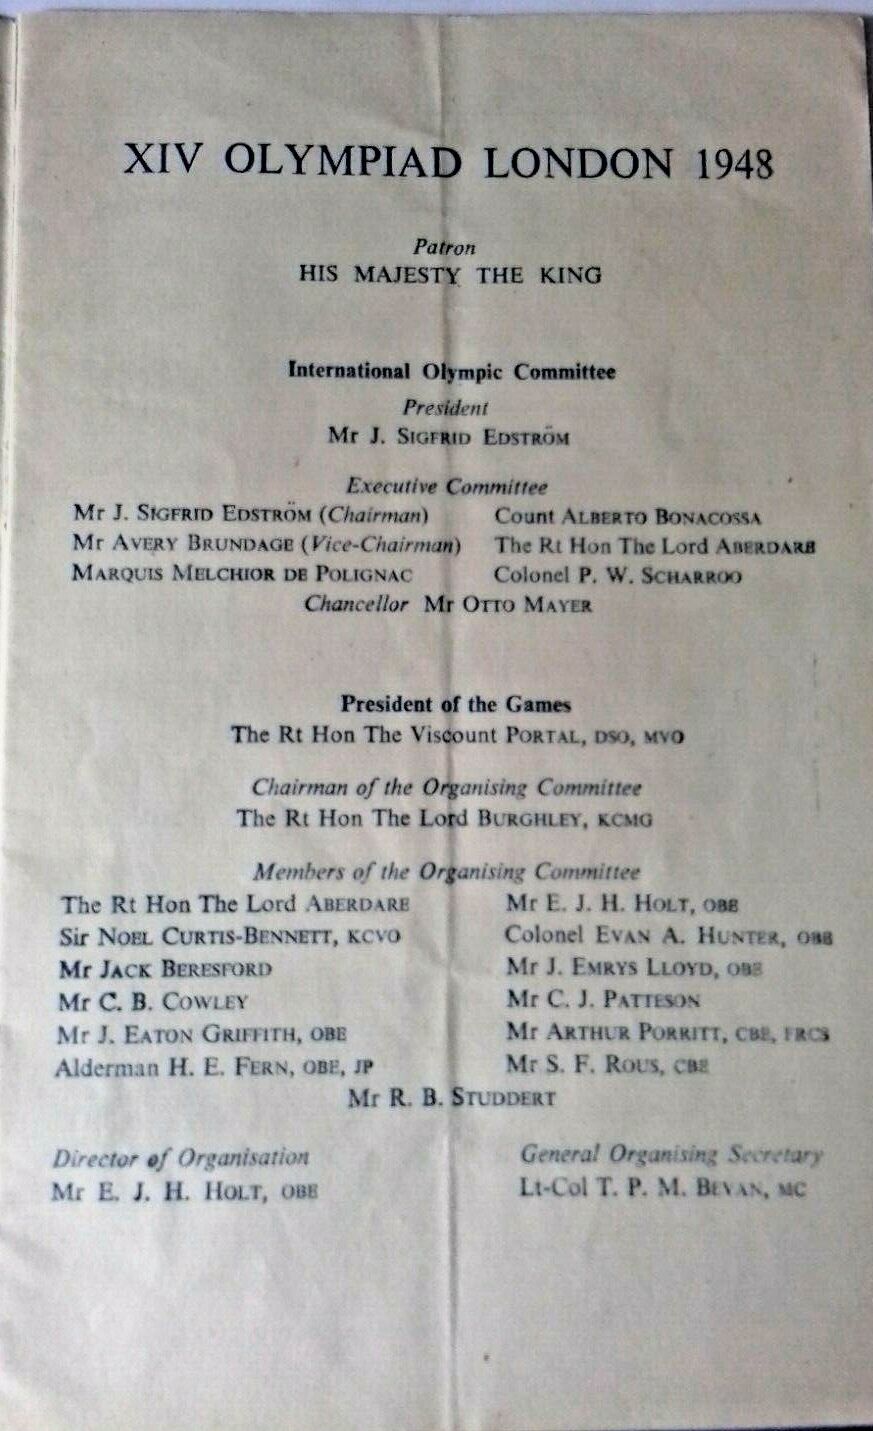 XIV OLYMPIAD LONDON 1948
Patron
HIS MAJESTY THE KING
International Olympic Committee
President
Mr J. SIGFRID EDSTRÖM
Executive Committee
Mr J. SIGFRID EDSTRÖM (Chairman) Count ALBERTO BONACOSSA
Mr AVERY BRUNDAGE (Vice-Chairman) The Rt Hon The Lord ABERDARE
MARQUIS MELCHIOR DE POLIGNAC Colonel P. W. SCHARROO
Chancellor Mr OTTO MAYER
President of the Games
The Rt Hon The Viscount PORTAL, DSO, MVO
Chairman of the Organising Committee
The Rt Hon The Lord BURGHLEY, KCMG
Members of the Organising Committee
The Rt Hon The Lord ABERDARE Mr E. J. H. HOLT, OBE
Sir NOEL CURTIS-BENNETT, KCVO Colonel EVAN A. HUNTER, OBE
Mr JACK BERESFORD Mr J. EMRYS LLOYD, OBE
Mr C. B. COWLEY Mr C. J. PATTESON
Mr J. EATON GRIFFITH, OBE Mr ARTHUR PORRITT, CBE, FRCS
Alderman H. E. FERN, OBE, JP Mr S. F. ROUS, CBE
Mr R. B. STUDDERT
Director of Organisation General Organising Secretary
Mr E. J. H. HOLT, OBE Lt-Col T. P. M. BEVAN, MC